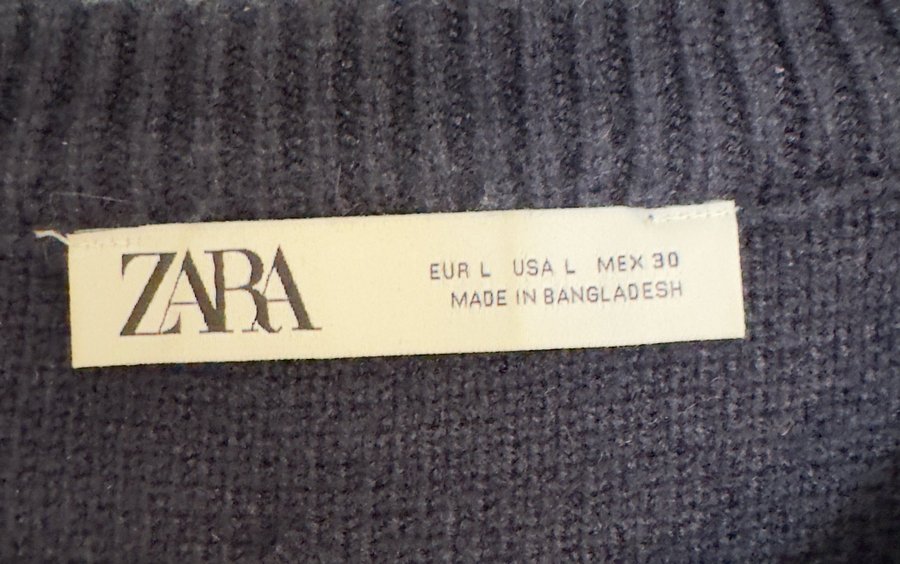 ZARA
EUR L USA L MEX 30
MADE IN BANGLADESH